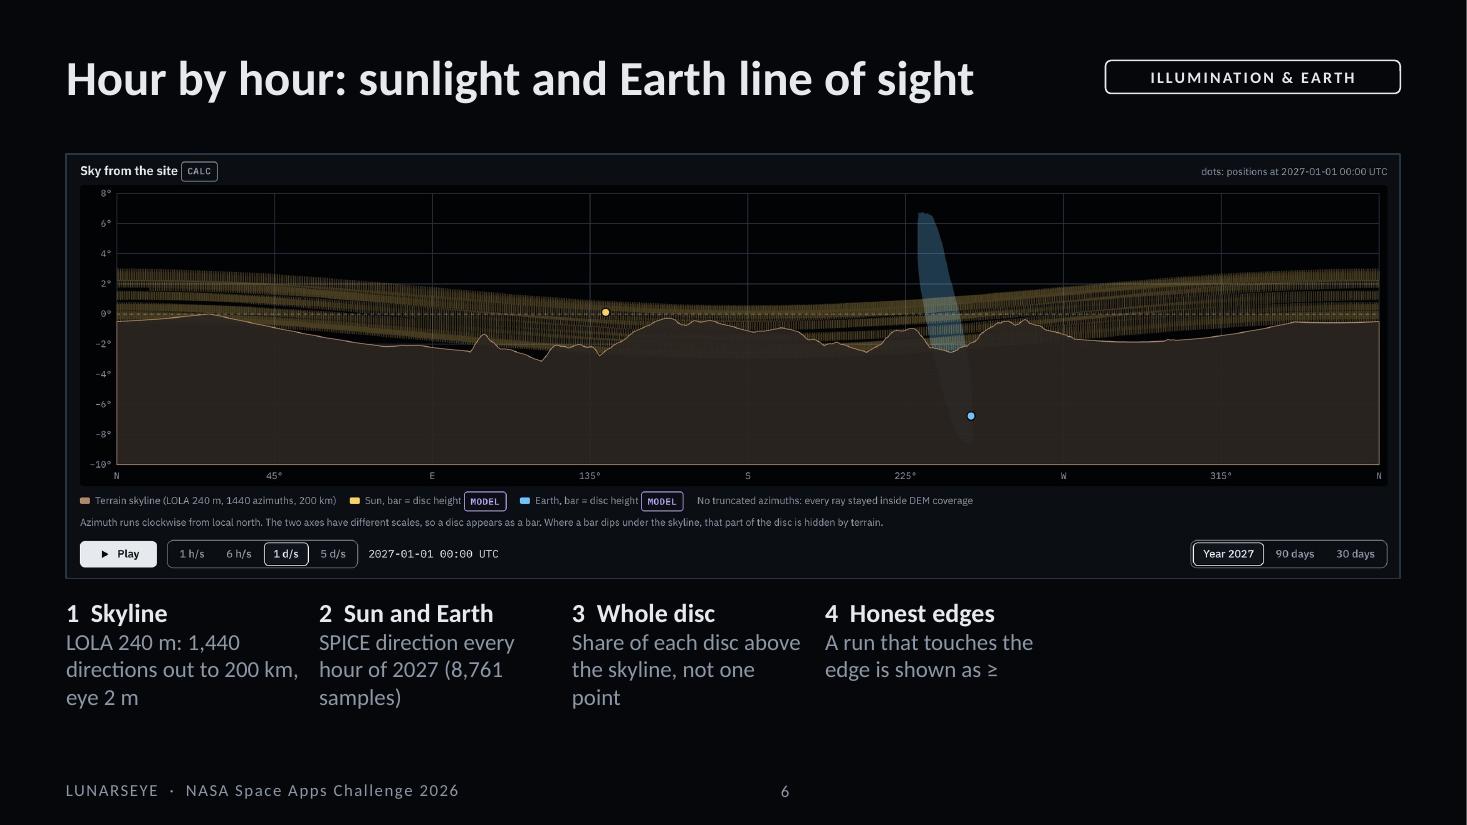 Hour by hour: sunlight and Earth line of sight
ILLUMINATION & EARTH
Sky from the site CALC
dots: positions at 2027-01-01 00:00 UTC
8°
6°
4°
2°
0°
−2°
−4°
−6°
−8°
−10°
N 45° E 135° S 225° W 315° N
Terrain skyline (LOLA 240 m, 1440 azimuths, 200 km) Sun, bar = disc height MODEL Earth, bar = disc height MODEL No truncated azimuths: every ray stayed inside DEM coverage
Azimuth runs clockwise from local north. The two axes have different scales, so a disc appears as a bar. Where a bar dips under the skyline, that part of the disc is hidden by terrain.
Play 1 h/s 6 h/s 1 d/s 5 d/s 2027-01-01 00:00 UTC Year 2027 90 days 30 days
1 Skyline
LOLA 240 m: 1,440
directions out to 200 km,
eye 2 m
2 Sun and Earth
SPICE direction every
hour of 2027 (8,761
samples)
3 Whole disc
Share of each disc above
the skyline, not one
point
4 Honest edges
A run that touches the
edge is shown as ≥
LUNARSEYE · NASA Space Apps Challenge 2026
6